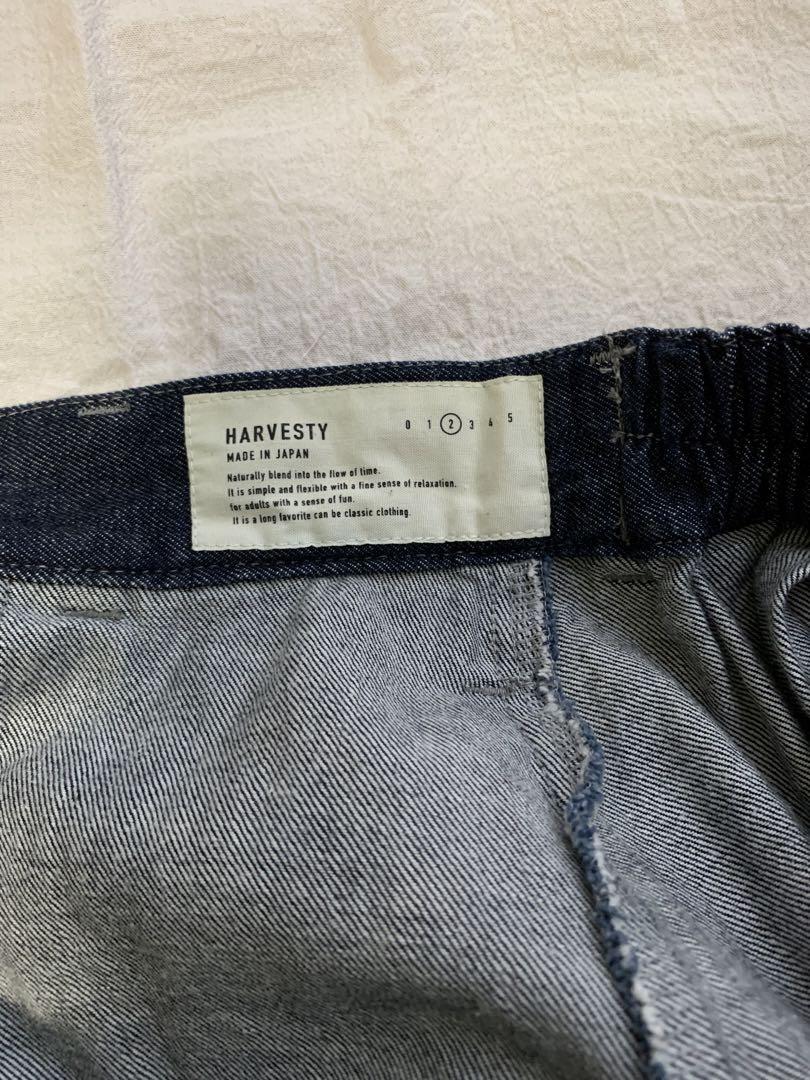 HARVESTY 0 1 2 3 4 5
MADE IN JAPAN
Naturally blend into the flow of time.
It is simple and flexible with a fine sense of relaxation.
for adults with a sense of fun.
It is a long favorite can be classic clothing.